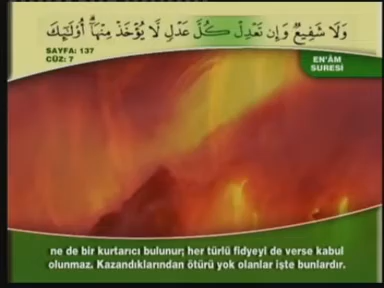 وَلَا شَفِيعٌ وَإِن تَعْدِلْ كُلَّ عَدْلٍ لَّا يُؤْخَذْ مِنْهَا ۗ أُو۟لَـٰٓئِكَ
SAYFA: 137
CÜZ: 7
EN'ÂM
SURESİ
ne de bir kurtarıcı bulunur; her türlü fidyeyi de verse kabul
olunmaz. Kazandıklarından ötürü yok olanlar işte bunlardır.